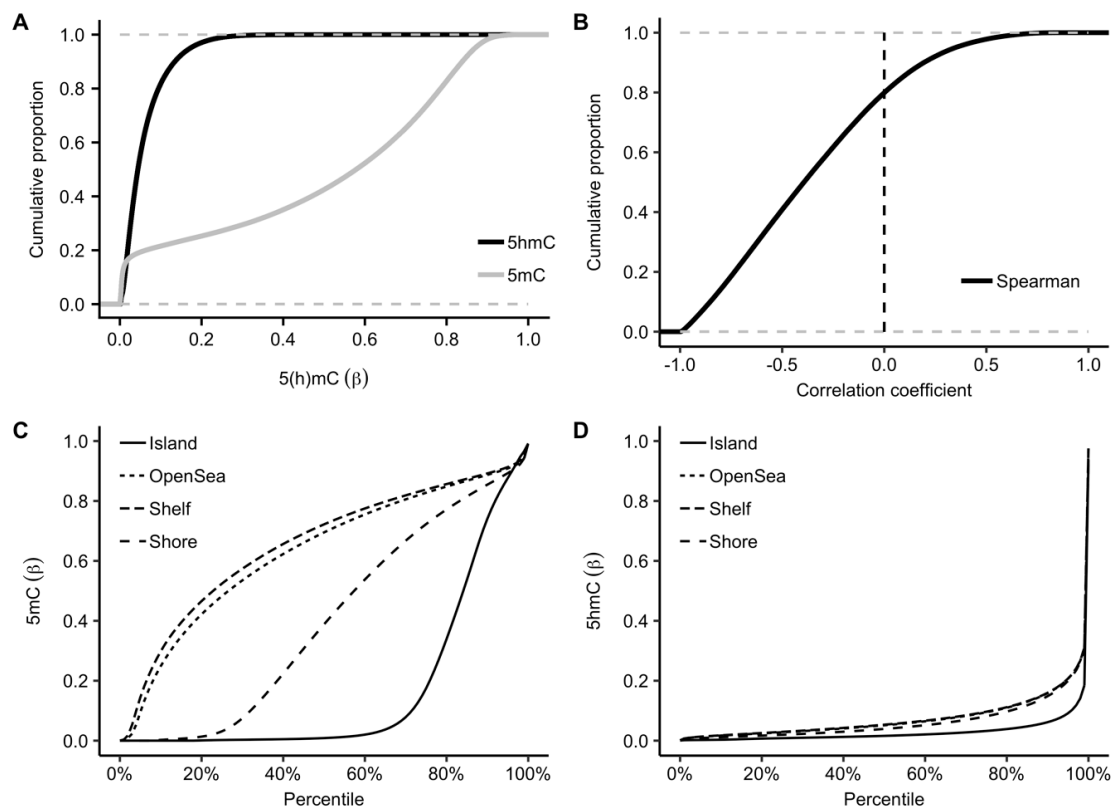 A
1.0
0.8
0.6
0.4
0.2
0.0
Cumulative proportion
5hmC
5mC
0.0 0.2 0.4 0.6 0.8 1.0
5(h)mC (β)
B
1.0
0.8
0.6
0.4
0.2
0.0
Cumulative proportion
Spearman
-1.0 -0.5 0.0 0.5 1.0
Correlation coefficient
C
1.0
0.8
0.6
0.4
0.2
0.0
5mC (β)
Island
OpenSea
Shelf
Shore
0% 20% 40% 60% 80% 100%
Percentile
D
1.0
0.8
0.6
0.4
0.2
0.0
5hmC (β)
Island
OpenSea
Shelf
Shore
0% 20% 40% 60% 80% 100%
Percentile